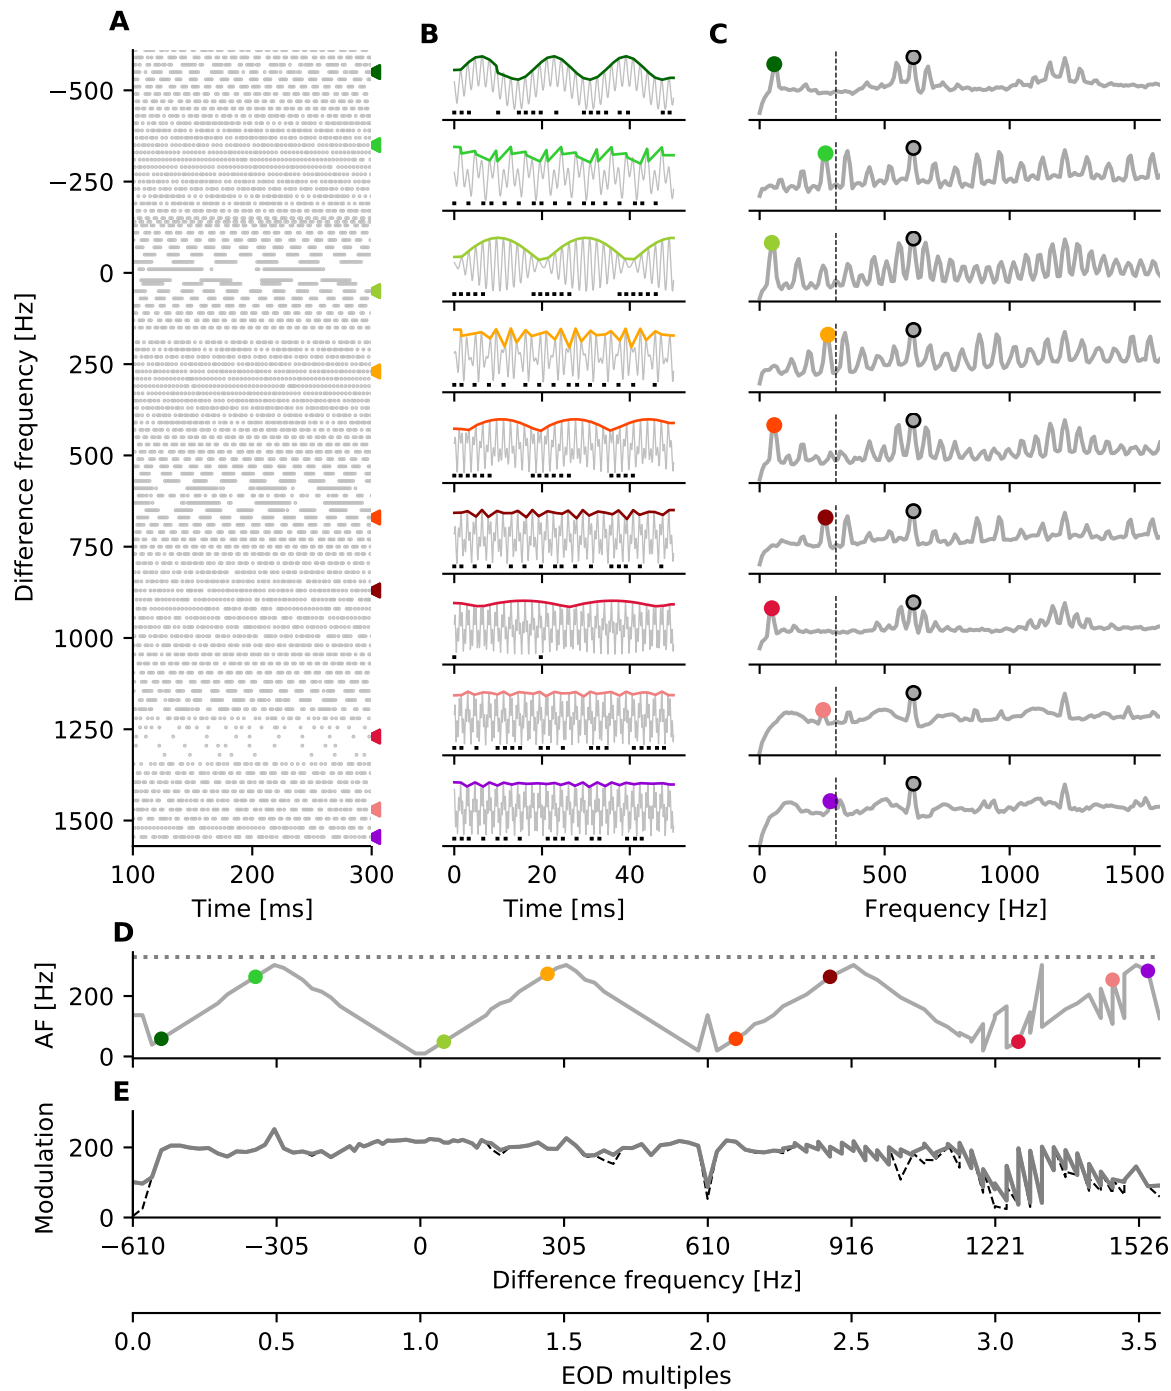 A
B
C
−500
−250
0
250
500
750
1000
1250
1500
Difference frequency [Hz]
100 200 300
Time [ms]
0 20 40
Time [ms]
0 500 1000 1500
Frequency [Hz]
D
200
0
AF [Hz]
E
200
0
Modulation
−610 −305 0 305 610 916 1221 1526
Difference frequency [Hz]
0.0 0.5 1.0 1.5 2.0 2.5 3.0 3.5
EOD multiples